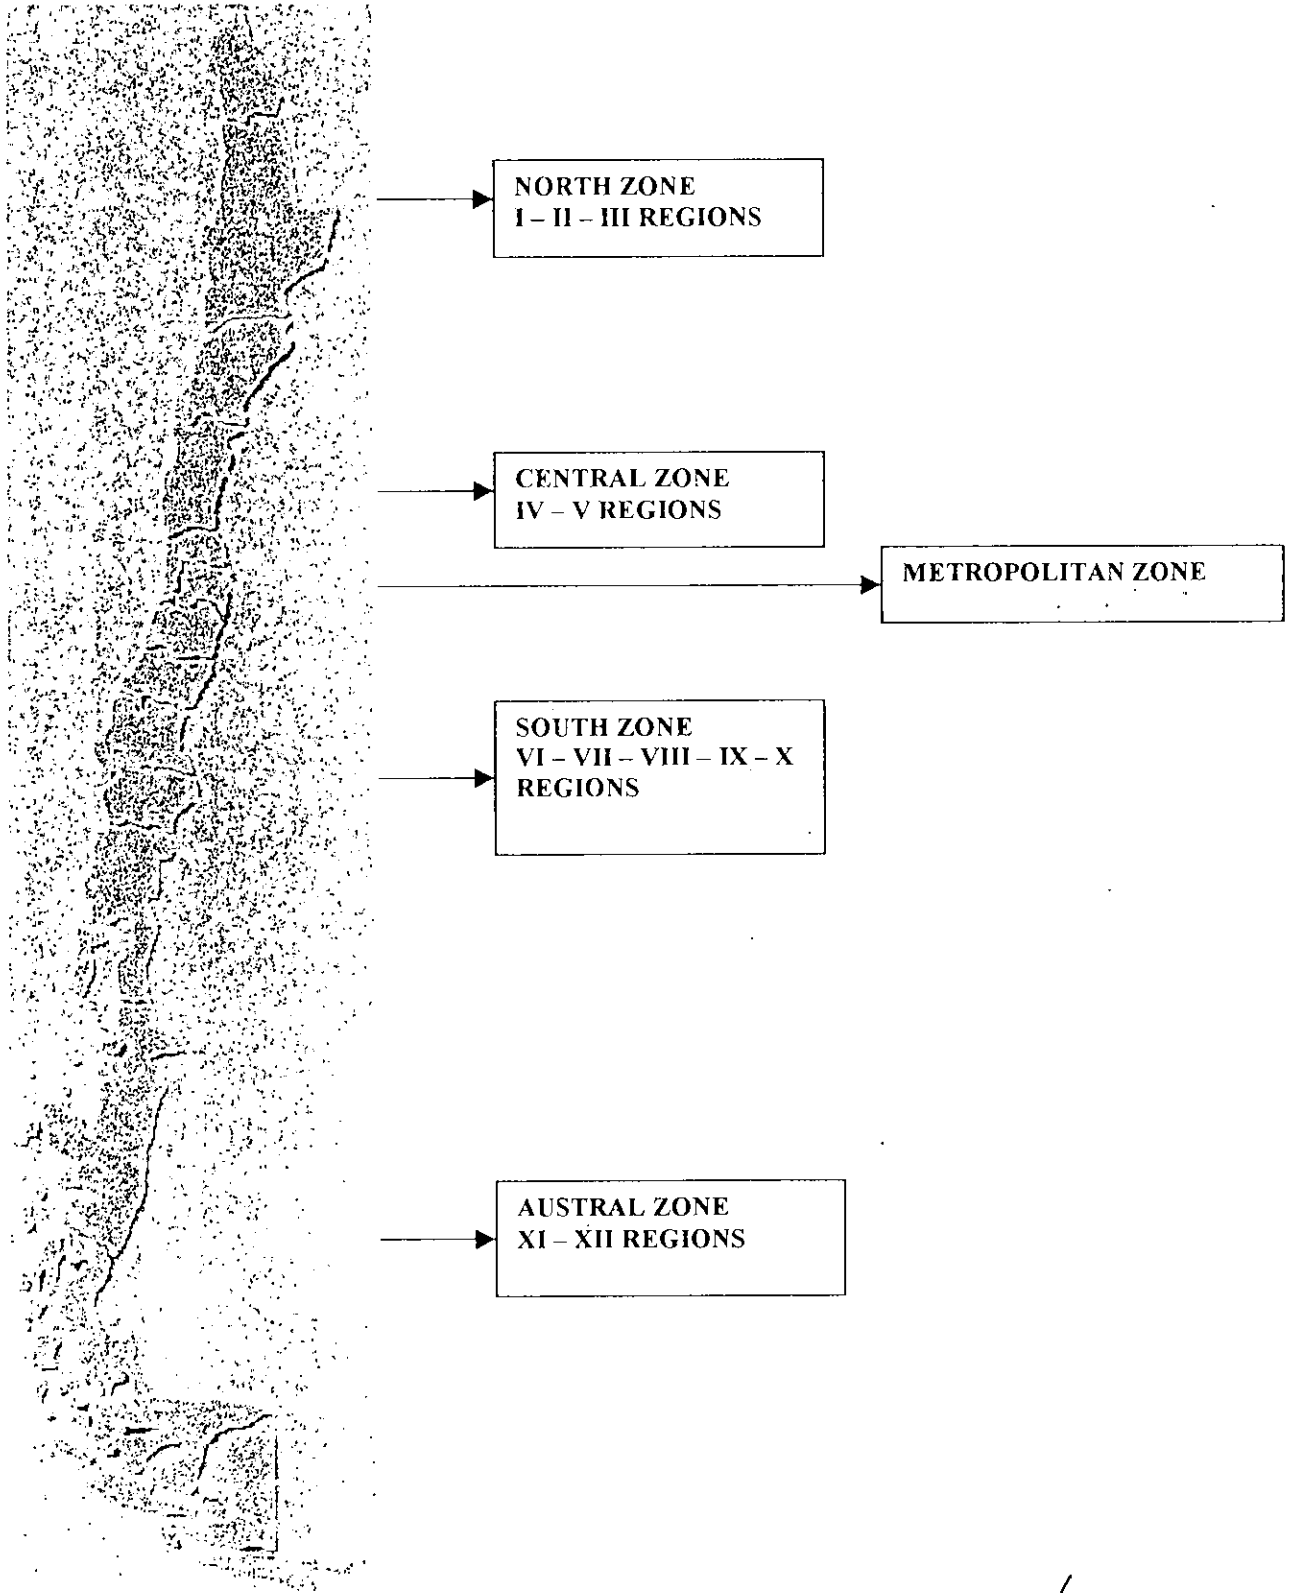 NORTH ZONE
I – II – III REGIONS
CENTRAL ZONE
IV – V REGIONS
METROPOLITAN ZONE
SOUTH ZONE
VI – VII – VIII – IX – X
REGIONS
AUSTRAL ZONE
XI – XII REGIONS